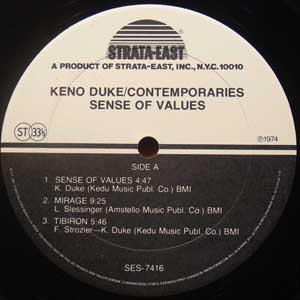 STRATA-EAST
A PRODUCT OF STRATA-EAST, INC., N.Y.C. 10010
KENO DUKE/CONTEMPORARIES
SENSE OF VALUES
ST 33⅓
℗1974
SIDE A
1. SENSE OF VALUES 4:47
K. Duke (Kedu Music Publ. Co.) BMI
2. MIRAGE 9:25
L. Slessinger (Amstello Music Publ. Co.) BMI
3. TIBIRON 5:46
F. Strozier—K. Duke (Kedu Music Publ. Co.) BMI
SES-7416